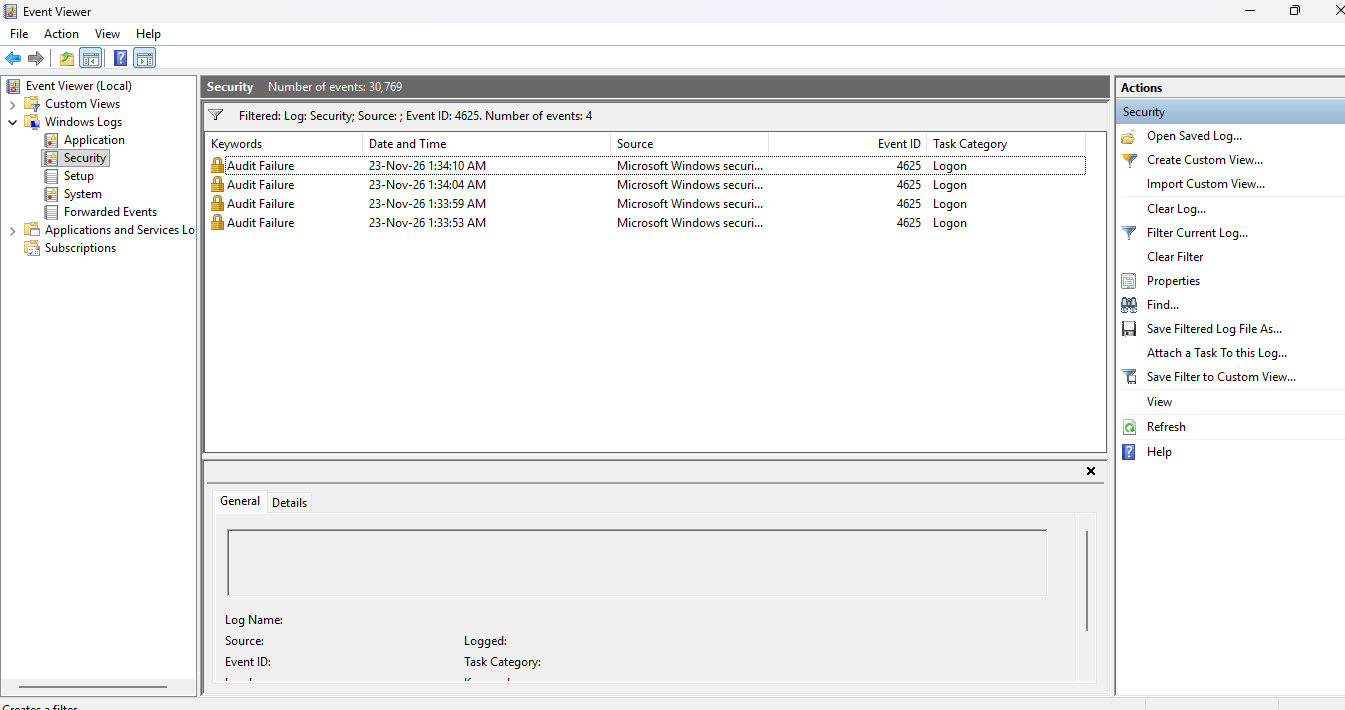 Event Viewer
File Action View Help
Event Viewer (Local)
Custom Views
Windows Logs
Application
Security
Setup
System
Forwarded Events
Applications and Services Lo
Subscriptions
Security Number of events: 30,769
Filtered: Log: Security; Source: ; Event ID: 4625. Number of events: 4
Keywords Date and Time Source Event ID Task Category
Audit Failure 23-Nov-26 1:34:10 AM Microsoft Windows securi... 4625 Logon
Audit Failure 23-Nov-26 1:34:04 AM Microsoft Windows securi... 4625 Logon
Audit Failure 23-Nov-26 1:33:59 AM Microsoft Windows securi... 4625 Logon
Audit Failure 23-Nov-26 1:33:53 AM Microsoft Windows securi... 4625 Logon
General Details
Log Name:
Source: Logged:
Event ID: Task Category:
Actions
Security
Open Saved Log...
Create Custom View...
Import Custom View...
Clear Log...
Filter Current Log...
Clear Filter
Properties
Find...
Save Filtered Log File As...
Attach a Task To this Log...
Save Filter to Custom View...
View
Refresh
Help
Creates a filter